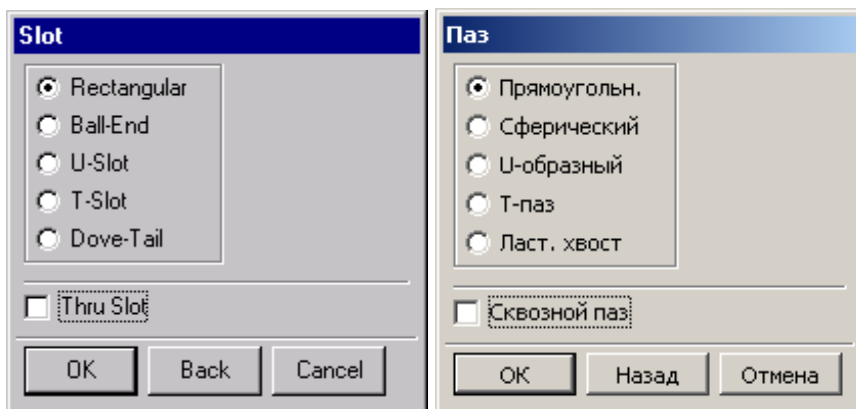 Slot
Rectangular
Ball-End
U-Slot
T-Slot
Dove-Tail
Thru Slot
OK Back Cancel
Паз
Прямоугольн.
Сферический
U-образный
Т-паз
Ласт. хвост
Сквозной паз
OK Назад Отмена